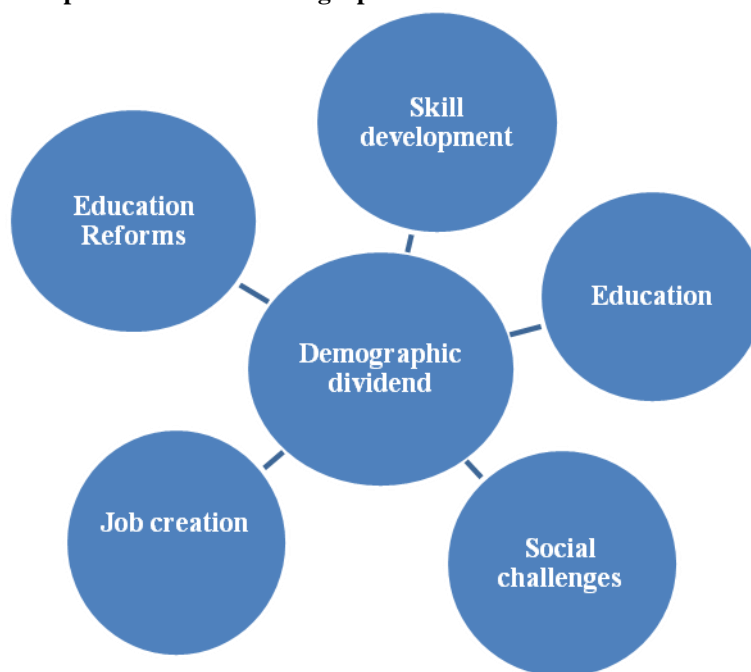 Skill
development
Education
Reforms
Education
Demographic
dividend
Job creation
Social
challenges